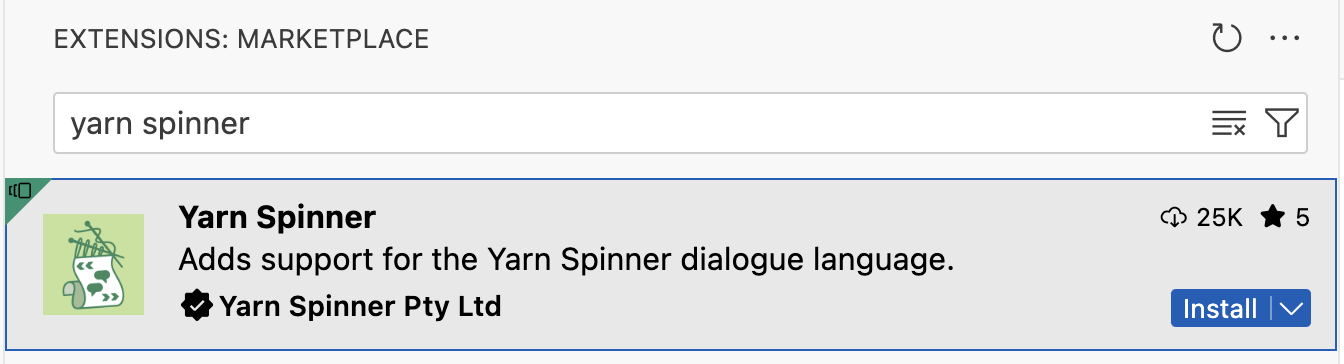 EXTENSIONS: MARKETPLACE
yarn spinner
Yarn Spinner 25K 5
Adds support for the Yarn Spinner dialogue language.
Yarn Spinner Pty Ltd Install